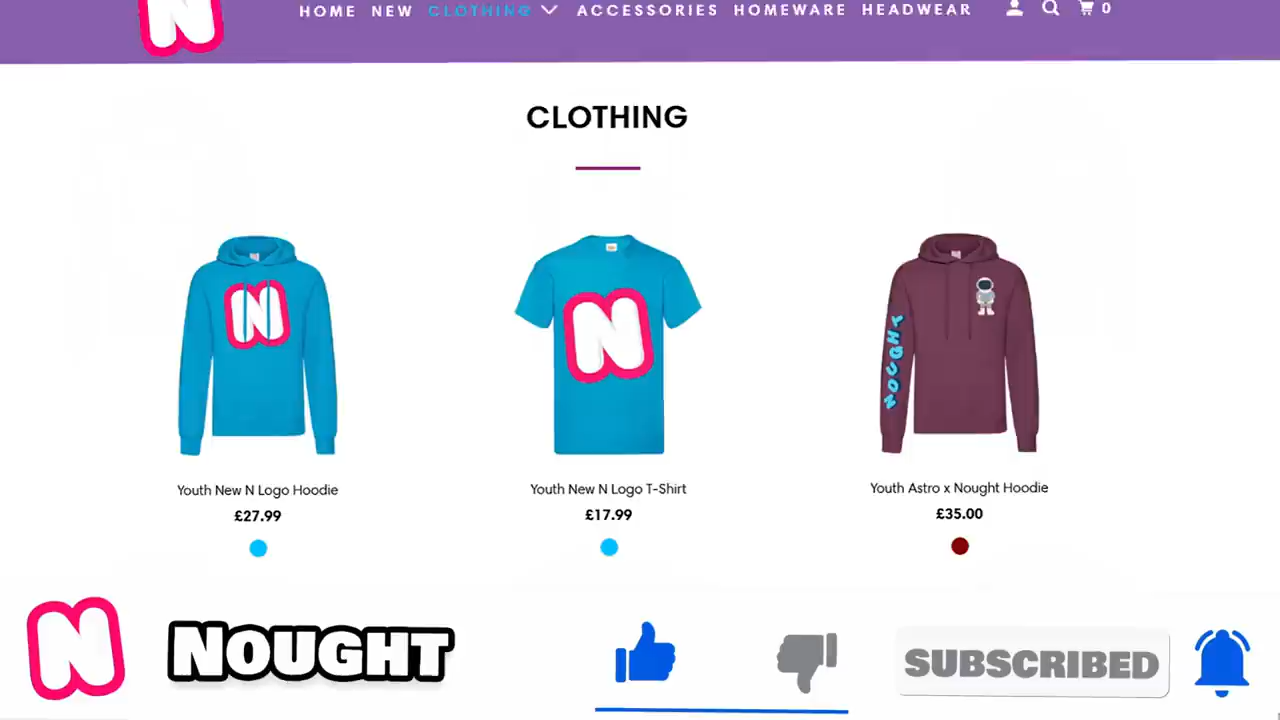 N
HOME NEW CLOTHING ACCESSORIES HOMEWARE HEADWEAR 0
CLOTHING
N
N
NOUGHT
Youth New N Logo Hoodie
Youth New N Logo T-Shirt
Youth Astro x Nought Hoodie
£27.99
£17.99
£35.00
N
NOUGHT
SUBSCRIBED